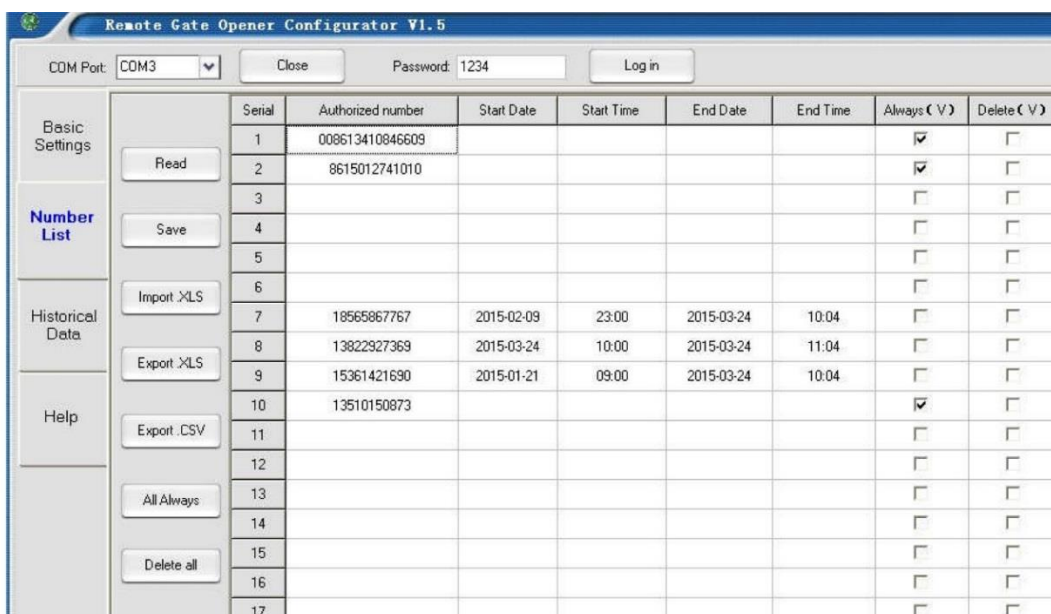 Remote Gate Opener Configurator V1.5
COM Port: COM3 Close Password: 1234 Log in
Basic Settings
Number List
Historical Data
Help
Read
Save
Import .XLS
Export .XLS
Export .CSV
All Always
Delete all
Serial Authorized number Start Date Start Time End Date End Time Always ( V ) Delete ( V )
1 008613410846609
2 8615012741010
3
4
5
6
7 18565867767 2015-02-09 23:00 2015-03-24 10:04
8 13822927369 2015-03-24 10:00 2015-03-24 11:04
9 15361421690 2015-01-21 09:00 2015-03-24 10:04
10 13510150873
11
12
13
14
15
16
17